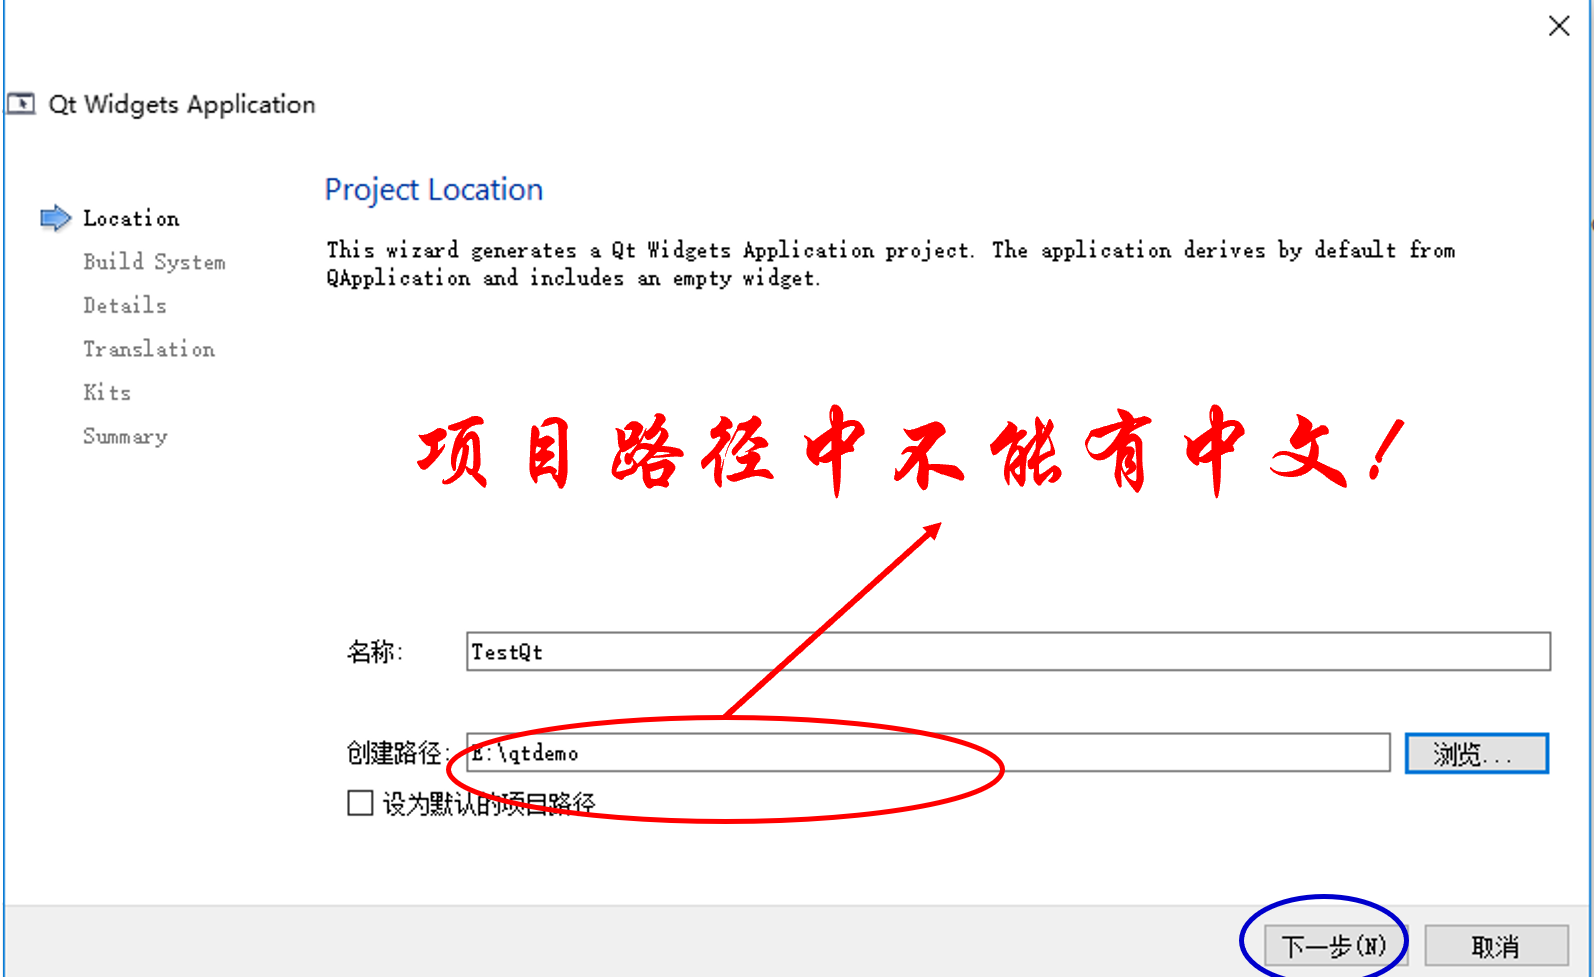 Qt Widgets Application
Project Location
Location
Build System
Details
Translation
Kits
Summary
This wizard generates a Qt Widgets Application project. The application derives by default from
QApplication and includes an empty widget.
项目路径中不能有中文!
名称: TestQt
创建路径: E:\qtdemo 浏览...
设为默认的项目路径
下一步(N) 取消